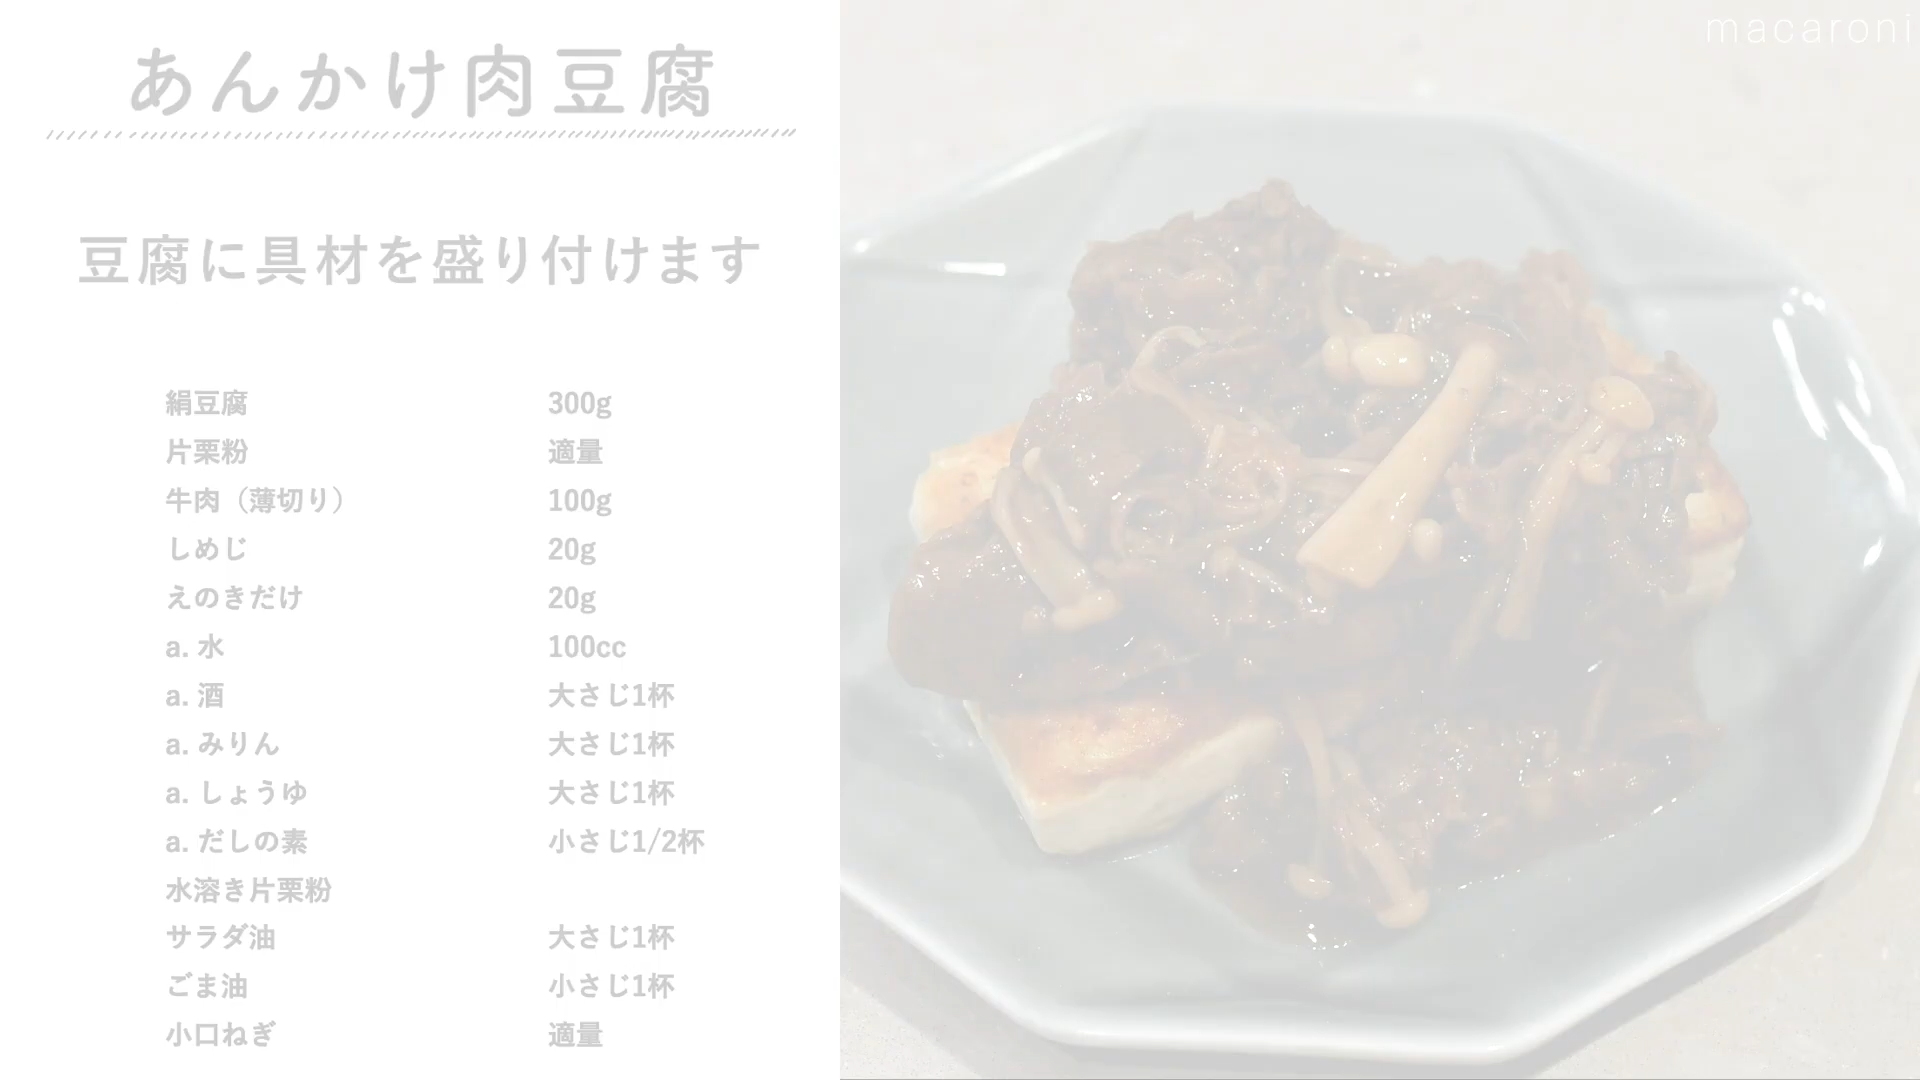 macaroni
あんかけ肉豆腐
豆腐に具材を盛り付けます
絹豆腐 300g
片栗粉 適量
牛肉（薄切り） 100g
しめじ 20g
えのきだけ 20g
a. 水 100cc
a. 酒 大さじ1杯
a. みりん 大さじ1杯
a. しょうゆ 大さじ1杯
a. だしの素 小さじ1/2杯
水溶き片栗粉
サラダ油 大さじ1杯
ごま油 小さじ1杯
小口ねぎ 適量